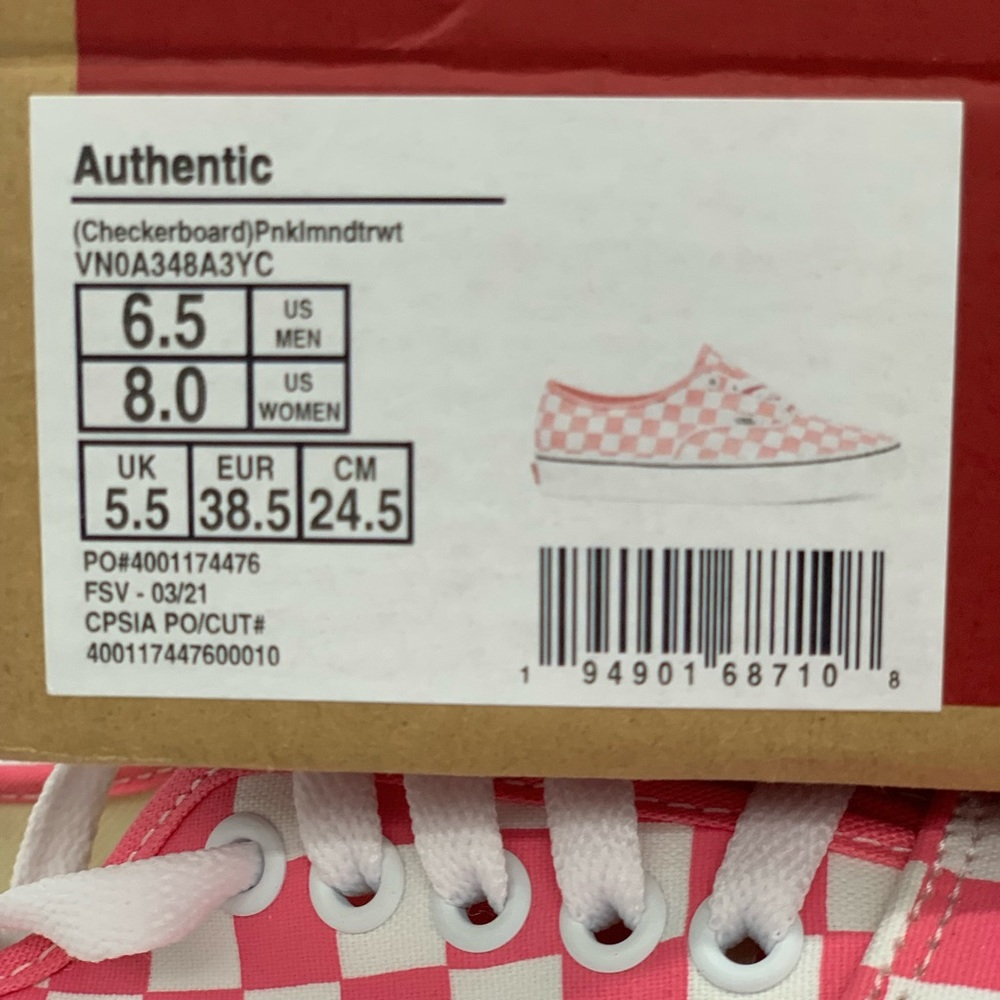 Authentic
(Checkerboard)Pnklmndtrwt
VN0A348A3YC
6.5 US MEN
8.0 US WOMEN
UK EUR CM
5.5 38.5 24.5
PO#4001174476
FSV - 03/21
CPSIA PO/CUT#
400117447600010
1 94901 68710 8